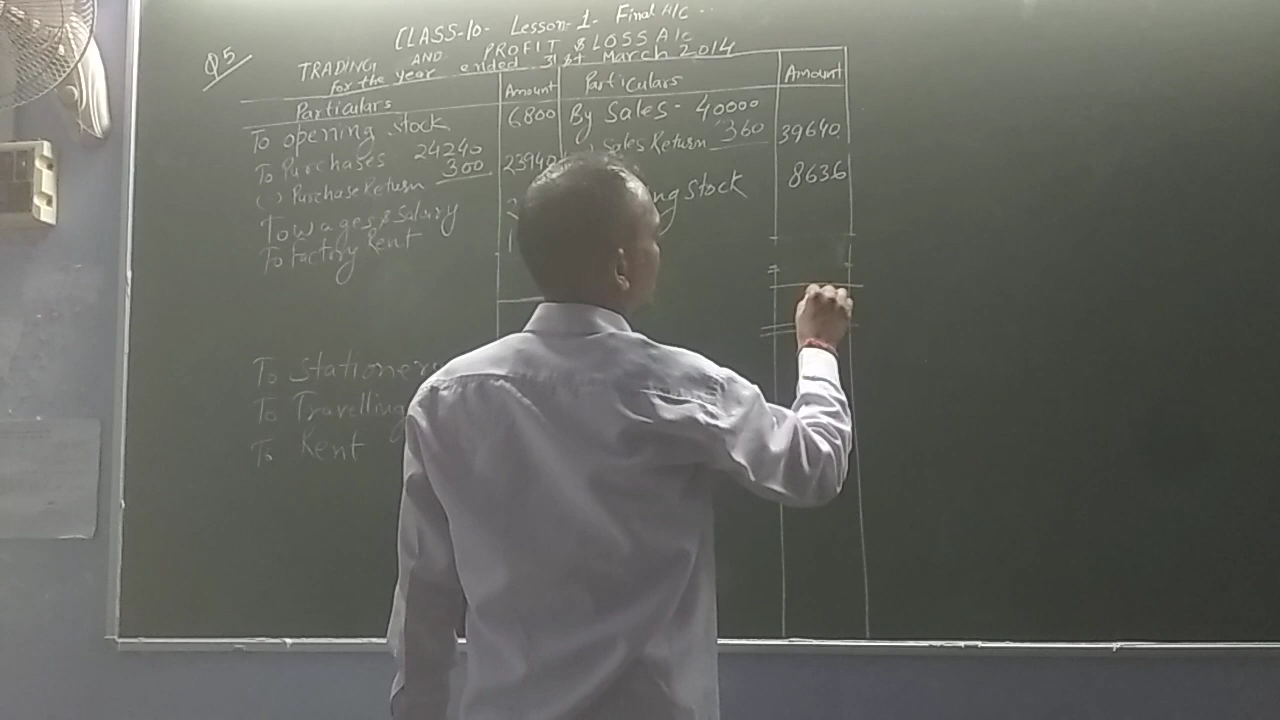 CLASS-10- Lesson-1- Final A/C ..
Q5
TRADING AND PROFIT & LOSS A/c
for the year ended 31st March 2014
Particulars Amount Particulars Amount
To opening stock 6800 By Sales - 40000
To Purchases 24240 Sales Return 360 39640
(-) Purchase Return 300 23940
ng Stock 8636
To wages & Salary
To factory Rent
To Stationery
To Travelling
To Rent